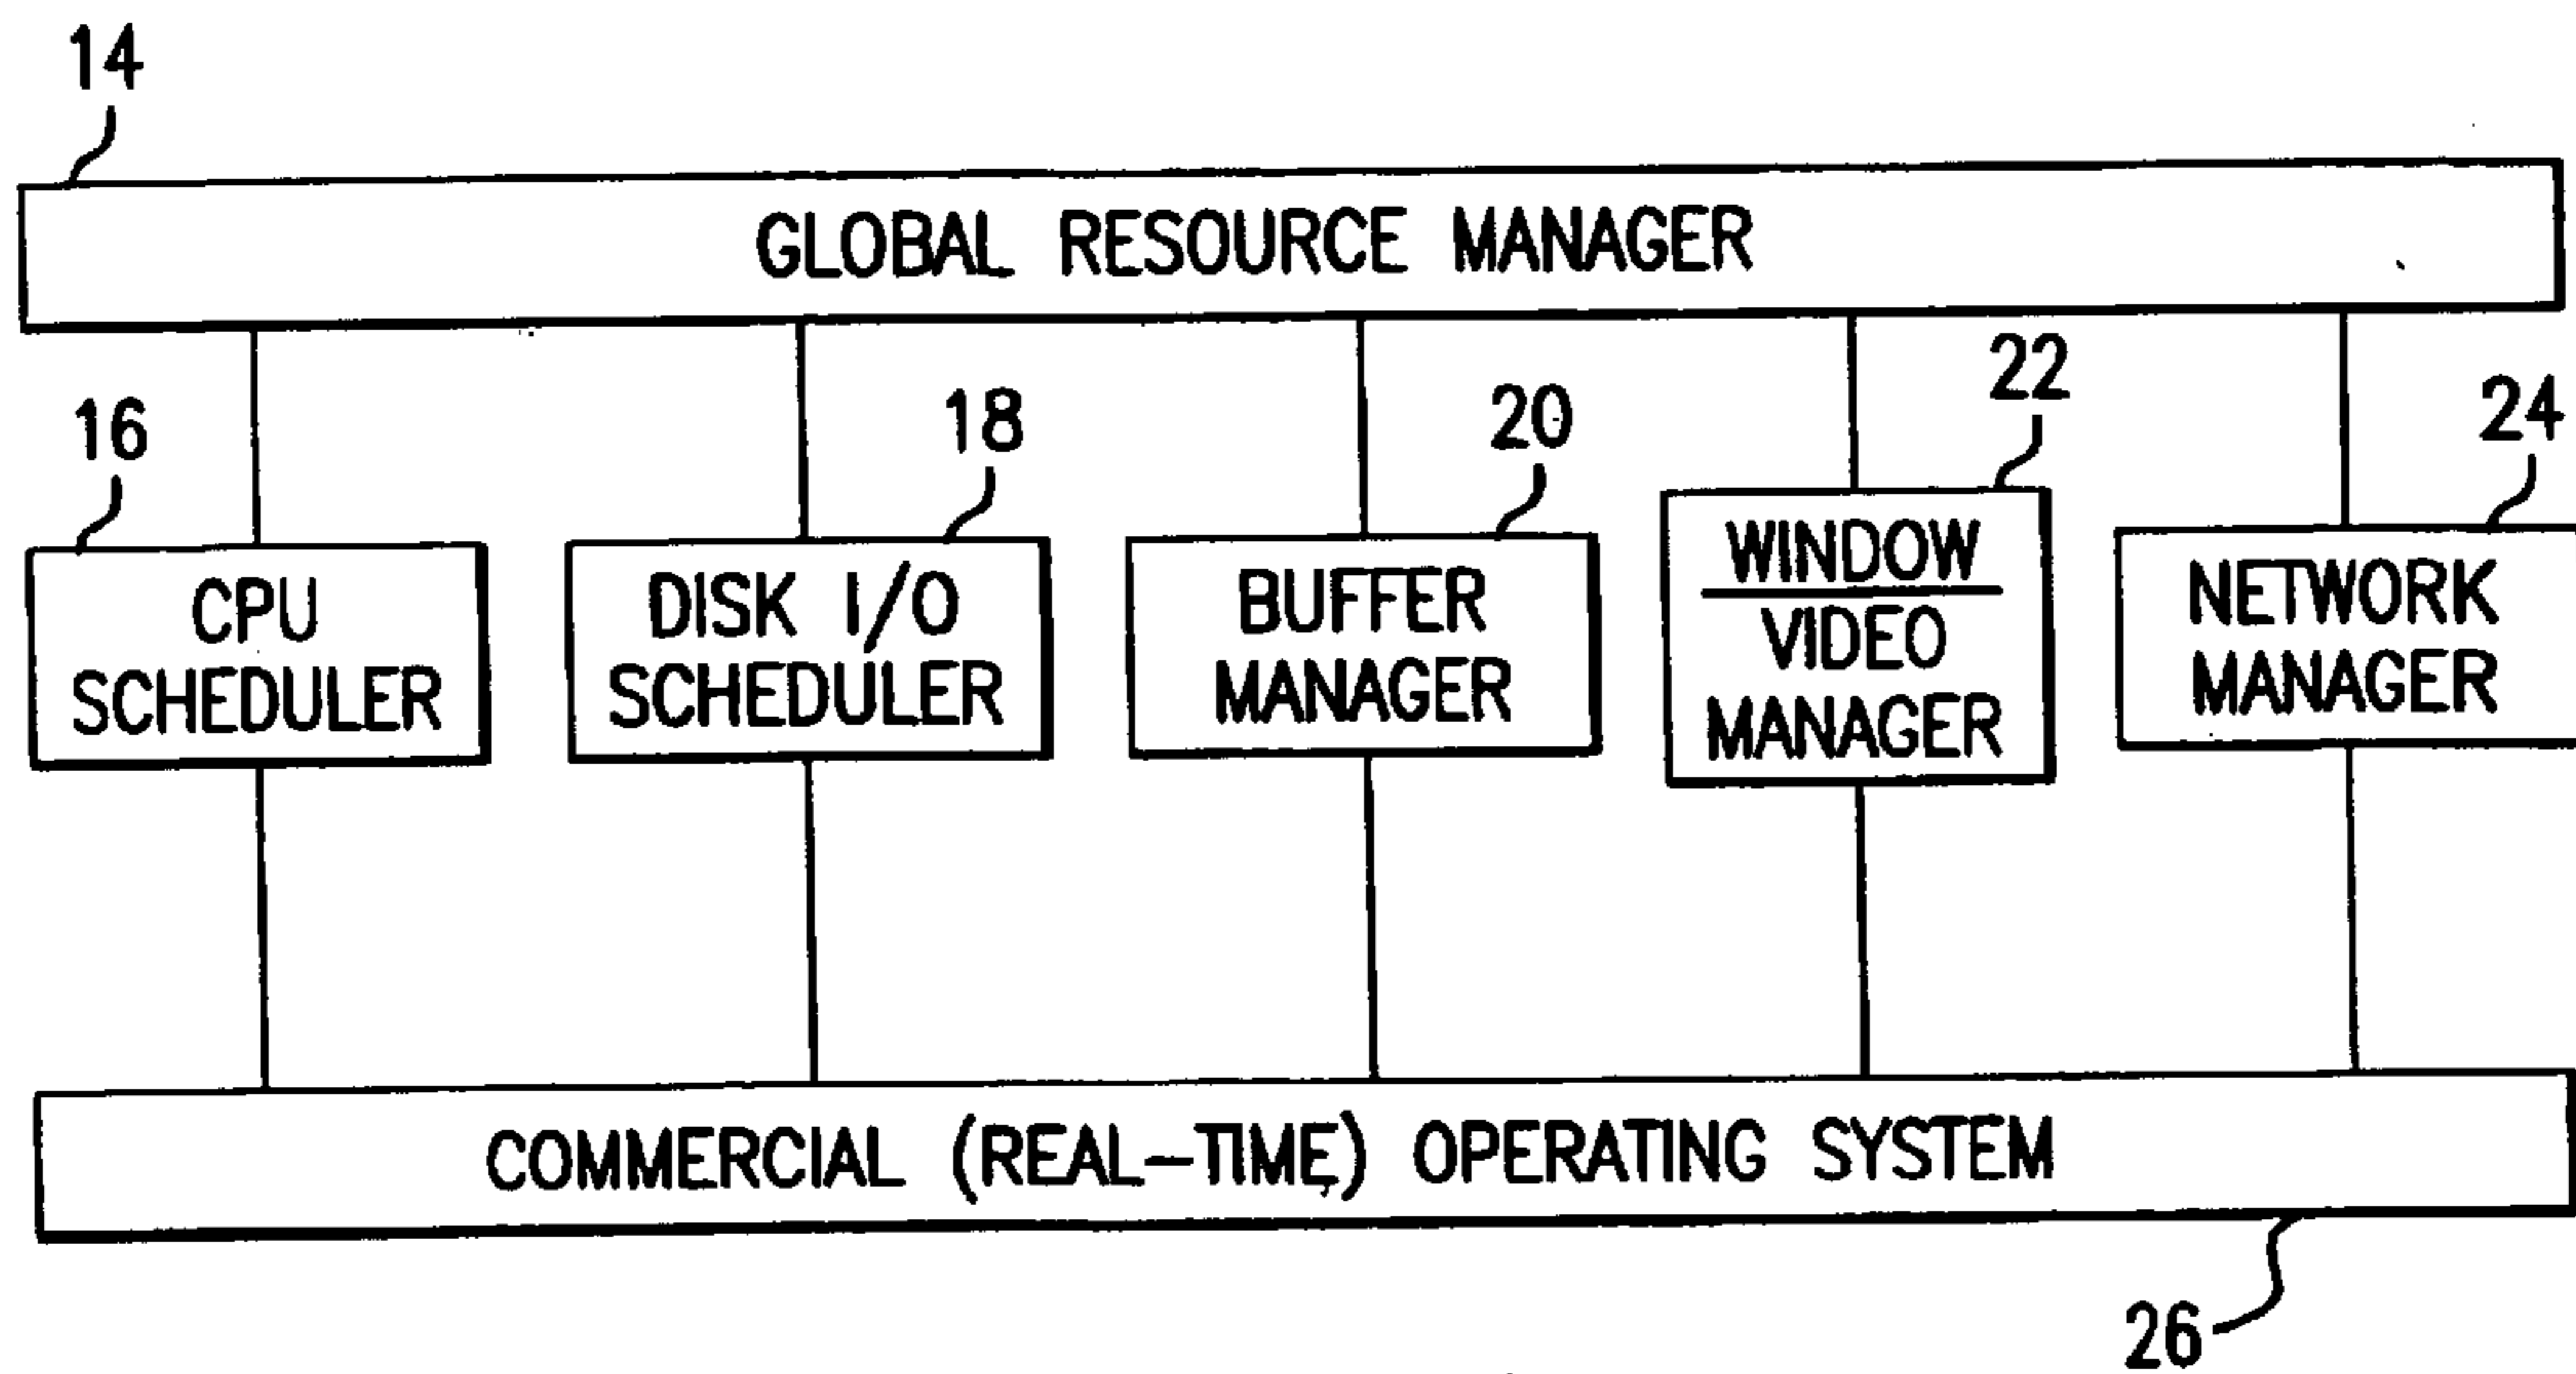 14
GLOBAL RESOURCE MANAGER
16
18
20
22
24
CPU
SCHEDULER
DISK I/O
SCHEDULER
BUFFER
MANAGER
WINDOW
VIDEO
MANAGER
NETWORK
MANAGER
COMMERCIAL (REAL-TIME) OPERATING SYSTEM
26